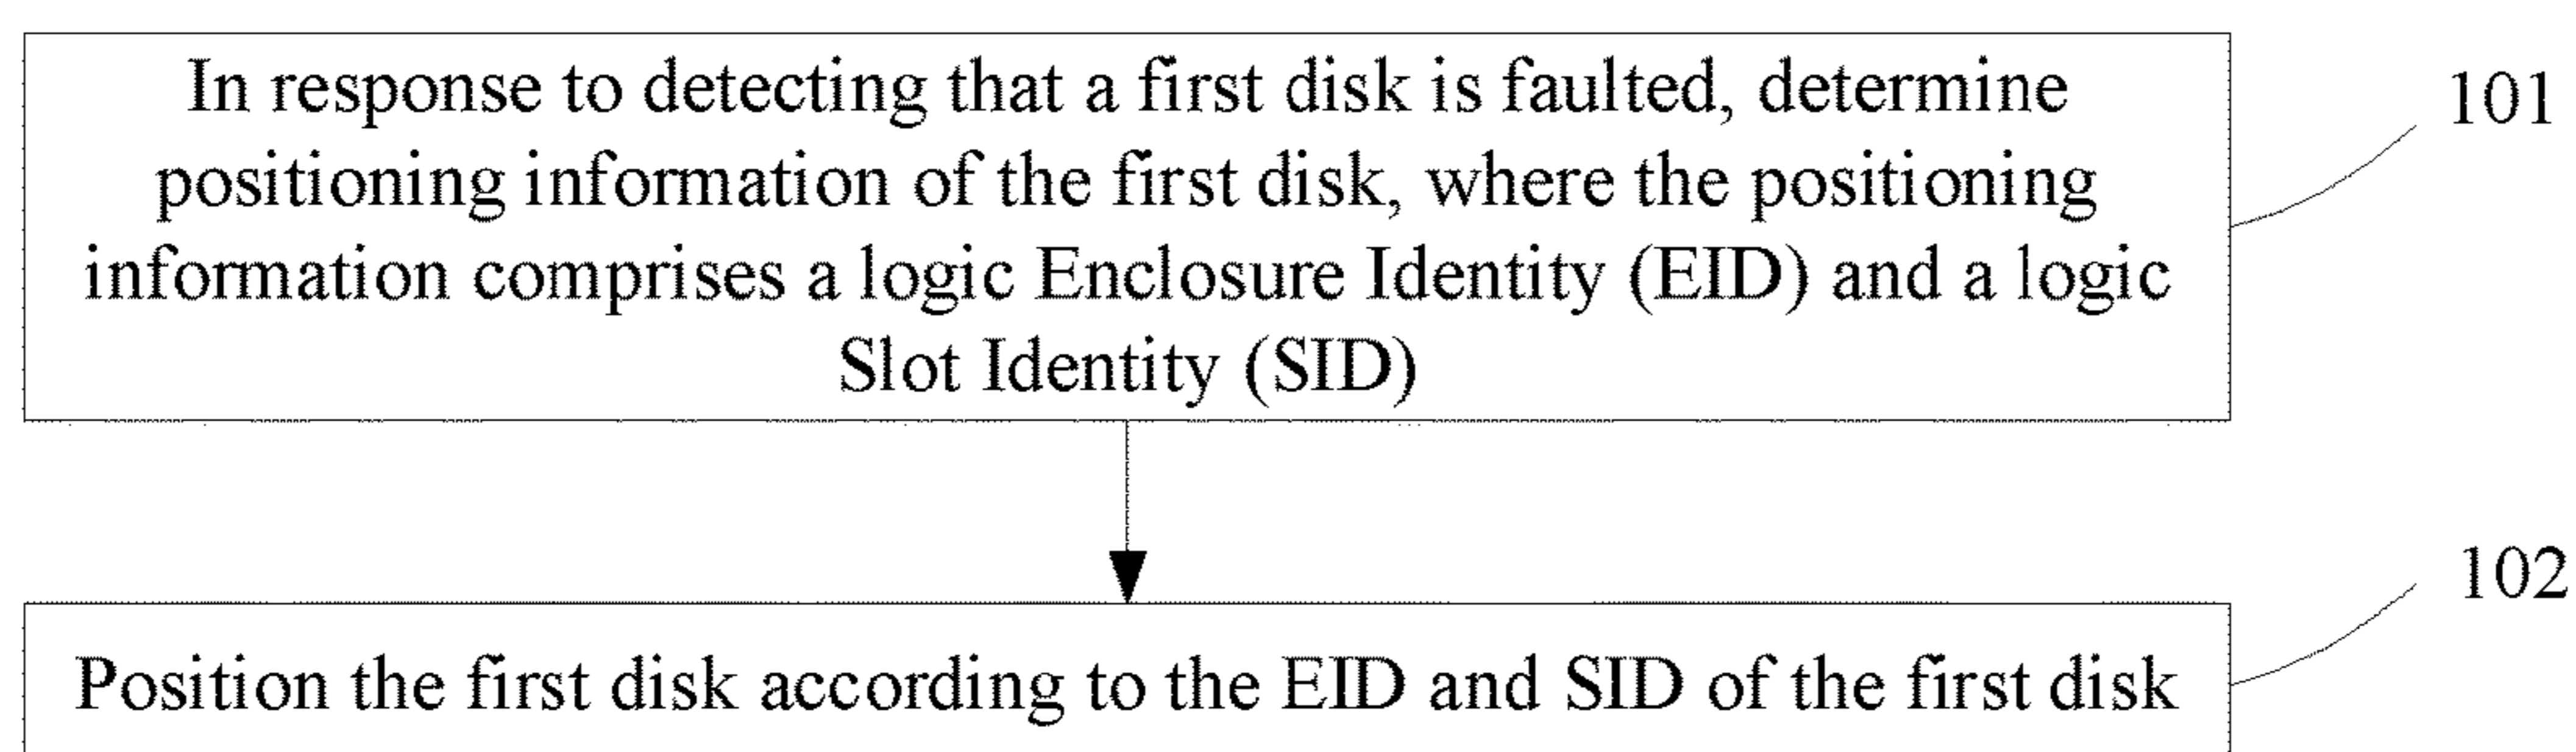 In response to detecting that a first disk is faulted, determine
positioning information of the first disk, where the positioning
information comprises a logic Enclosure Identity (EID) and a logic
Slot Identity (SID)
101
Position the first disk according to the EID and SID of the first disk
102